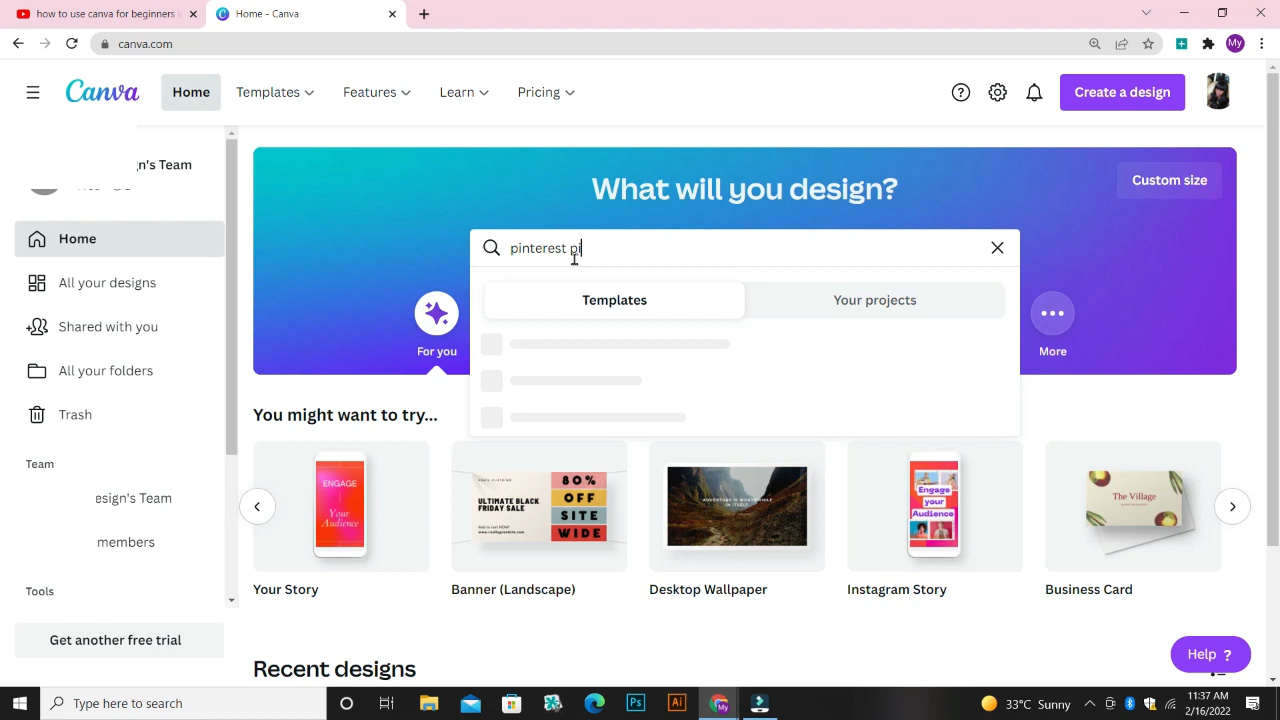 how to use canva for beginners
Home - Canva
canva.com
My
Canva
Home
Templates
Features
Learn
Pricing
Create a design
n's Team
Home
All your designs
Shared with you
All your folders
Trash
Team
esign's Team
members
Tools
Get another free trial
What will you design?
Custom size
pinterest pi
Templates
Your projects
For you
More
You might want to try...
ENGAGE
Your
Audience
ULTIMATE BLACK
FRIDAY SALE
80%
OFF
SITE
WIDE
Engage
your
Audience
The Village
Your Story
Banner (Landscape)
Desktop Wallpaper
Instagram Story
Business Card
Recent designs
Help ?
Type here to search
Ps
Ai
My
33°C Sunny
11:37 AM
2/16/2022